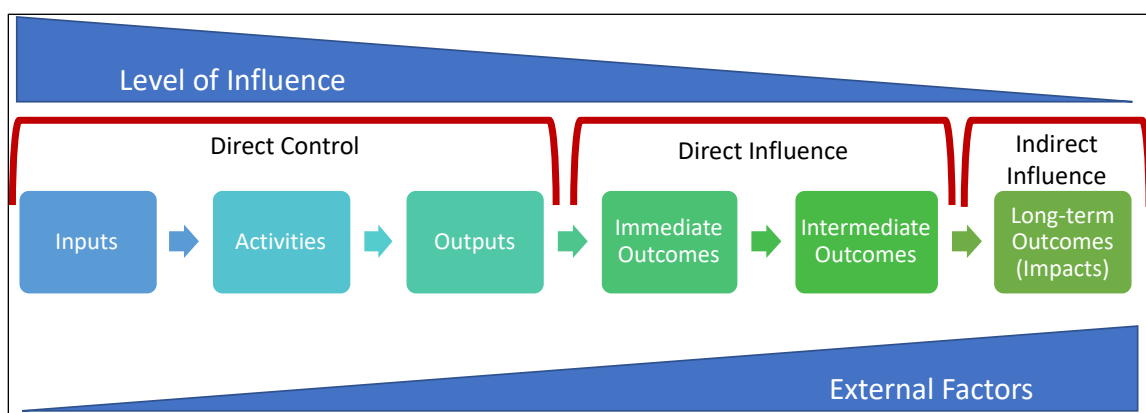 Level of Influence
Direct Control
Direct Influence
Indirect
Influence
Inputs
Activities
Outputs
Immediate
Outcomes
Intermediate
Outcomes
Long-term
Outcomes
(Impacts)
External Factors